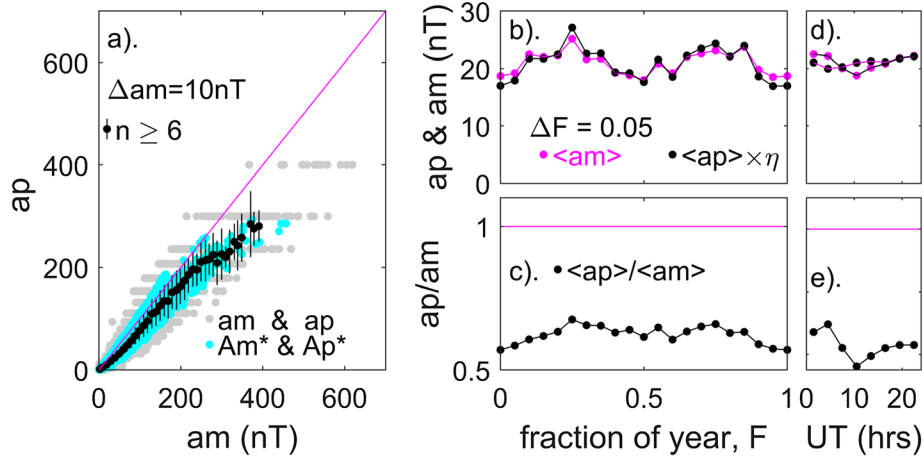 a).
Δam=10nT
n ≥ 6
am & ap
Am* & Ap*
600
400
200
0
ap
0 200 400 600
am (nT)
b).
ΔF = 0.05
<am> <ap>×η
30
20
10
0
ap & am (nT)
d).
c).
<ap>/<am>
1
0.5
ap/am
0 0.5 1
fraction of year, F
e).
0 10 20
UT (hrs)